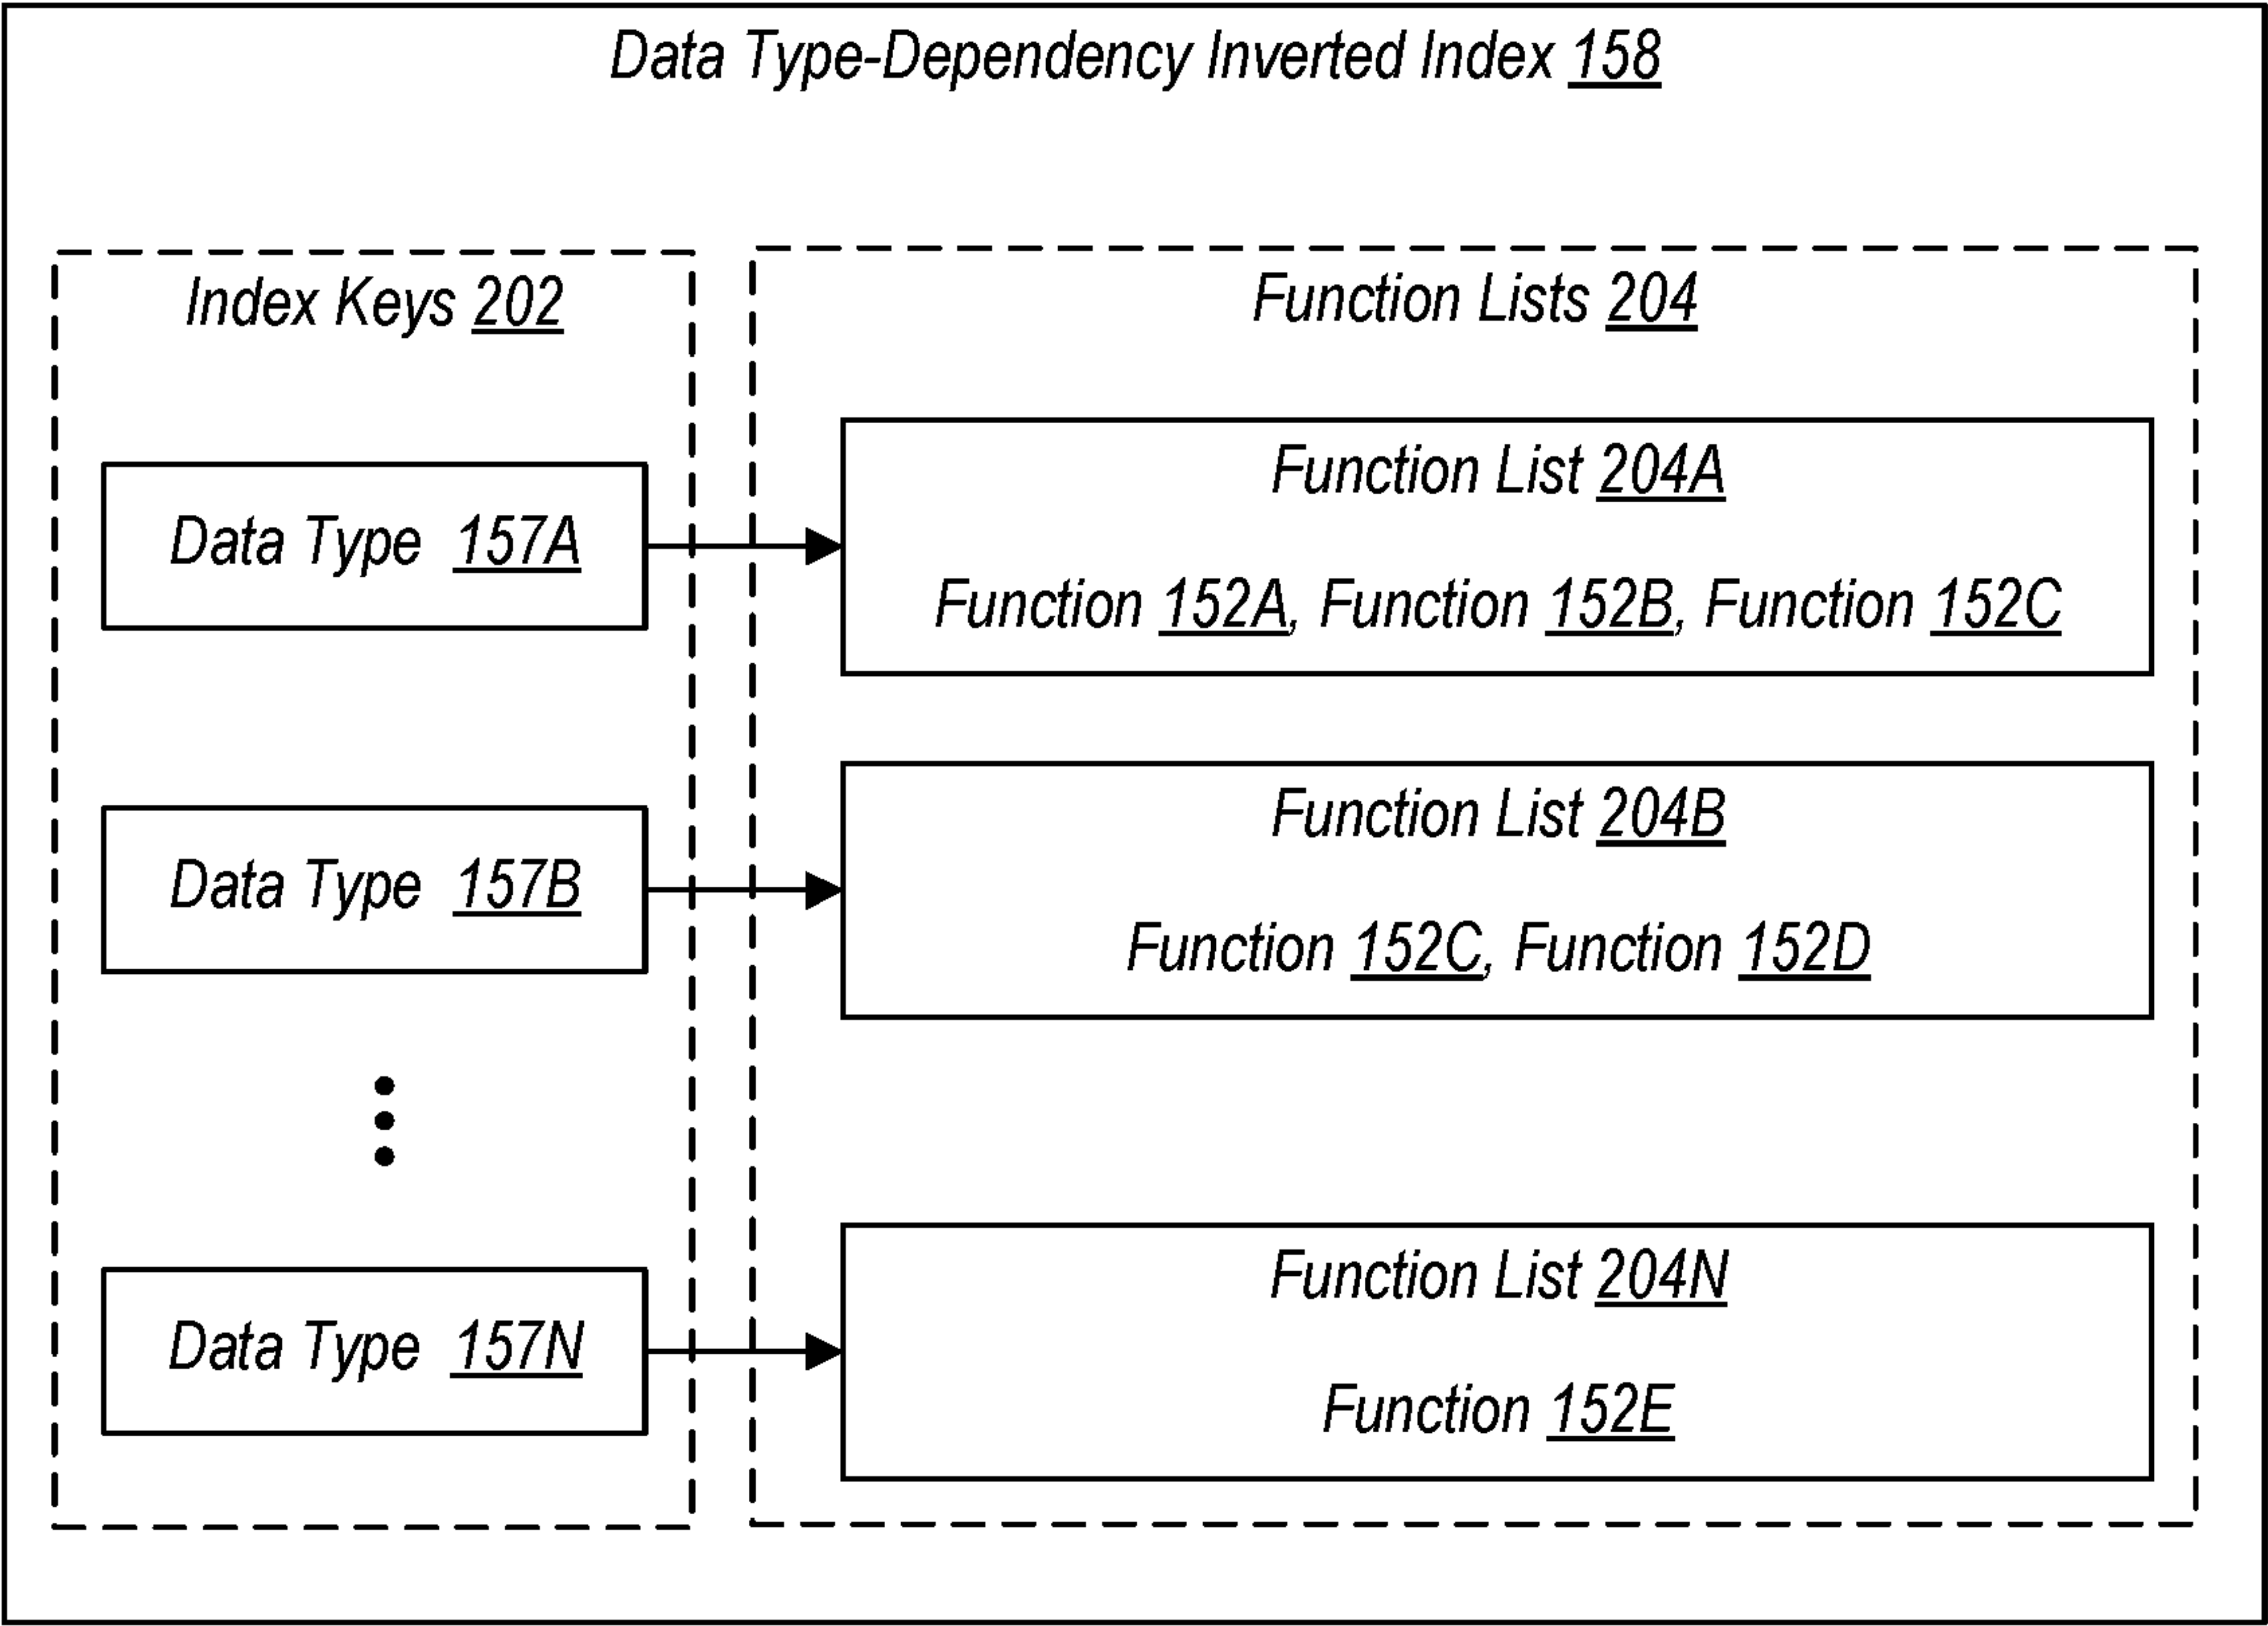 Data Type-Dependency Inverted Index 158
Index Keys 202
Function Lists 204
Data Type 157A
Function List 204A
Function 152A, Function 152B, Function 152C
Data Type 157B
Function List 204B
Function 152C, Function 152D
Data Type 157N
Function List 204N
Function 152E